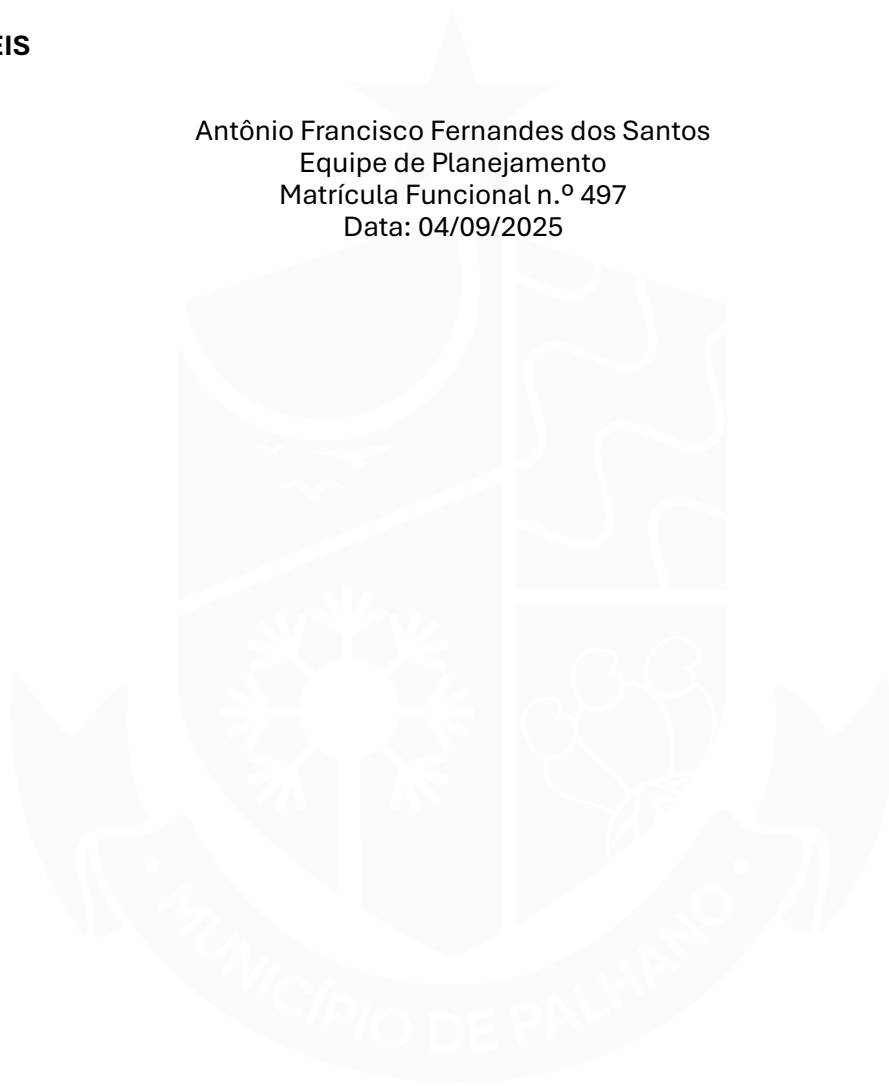 EIS
Antônio Francisco Fernandes dos Santos
Equipe de Planejamento
Matrícula Funcional n.º 497
Data: 04/09/2025
MUNICÍPIO DE PALHANO